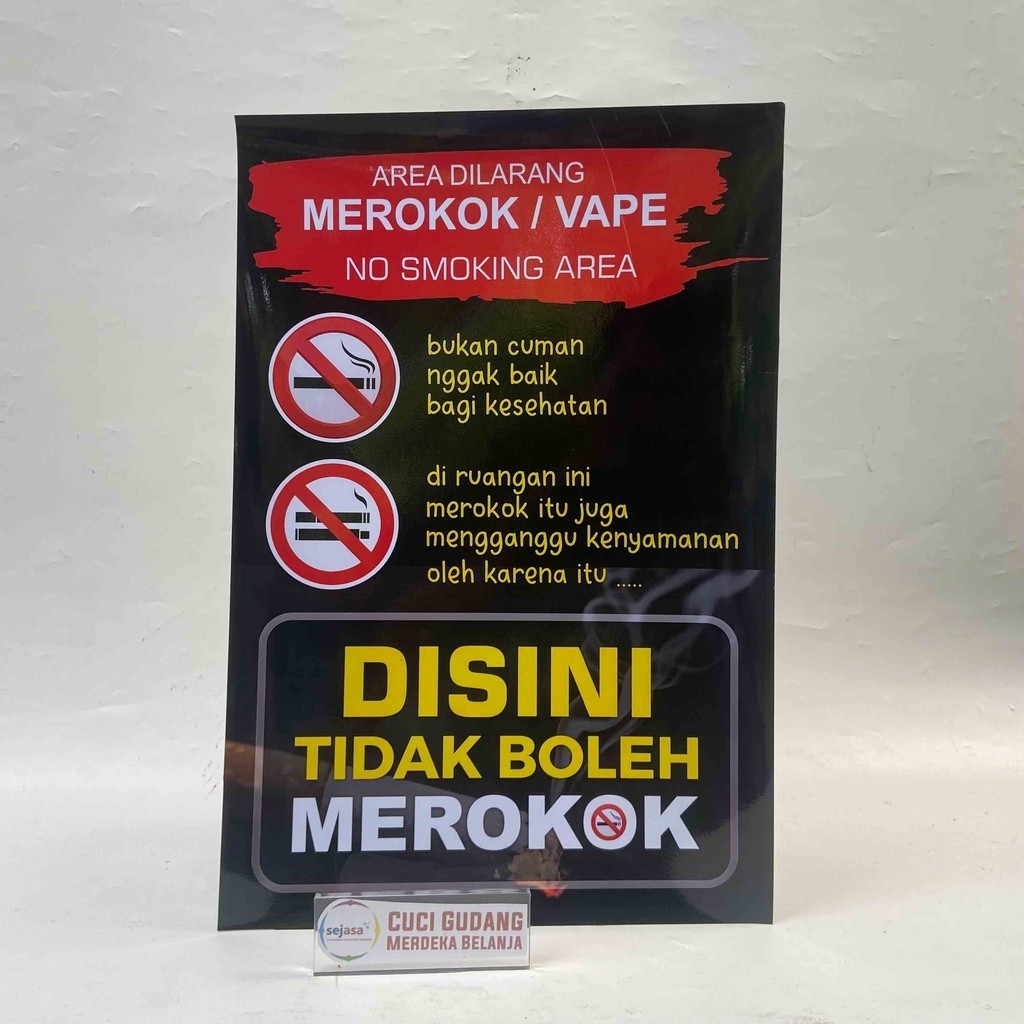 AREA DILARANG
MEROKOK / VAPE
NO SMOKING AREA
bukan cuman
nggak baik
bagi kesehatan
di ruangan ini
merokok itu juga
mengganggu kenyamanan
oleh karena itu .....
DISINI
TIDAK BOLEH
MEROKOK
sejasa
CUCI GUDANG
MERDEKA BELANJA